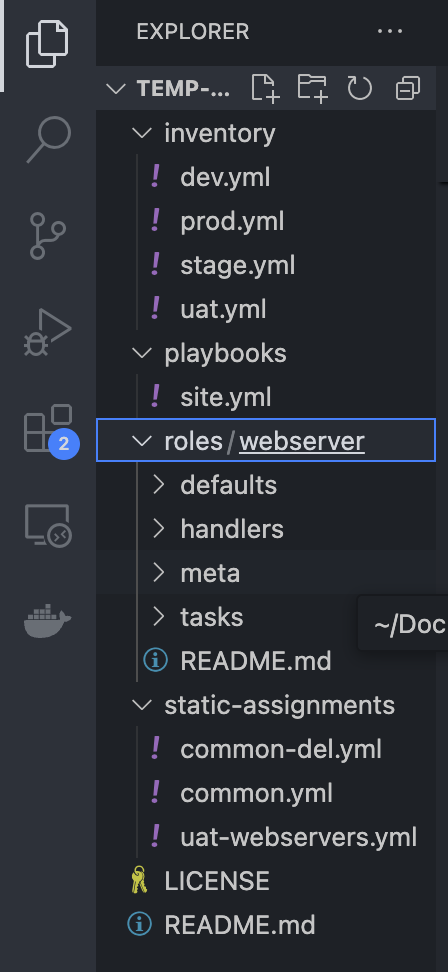 EXPLORER
TEMP-...
inventory
! dev.yml
! prod.yml
! stage.yml
! uat.yml
playbooks
! site.yml
roles/webserver
defaults
handlers
meta
tasks
~/Doc
README.md
static-assignments
! common-del.yml
! common.yml
! uat-webservers.yml
LICENSE
README.md
2